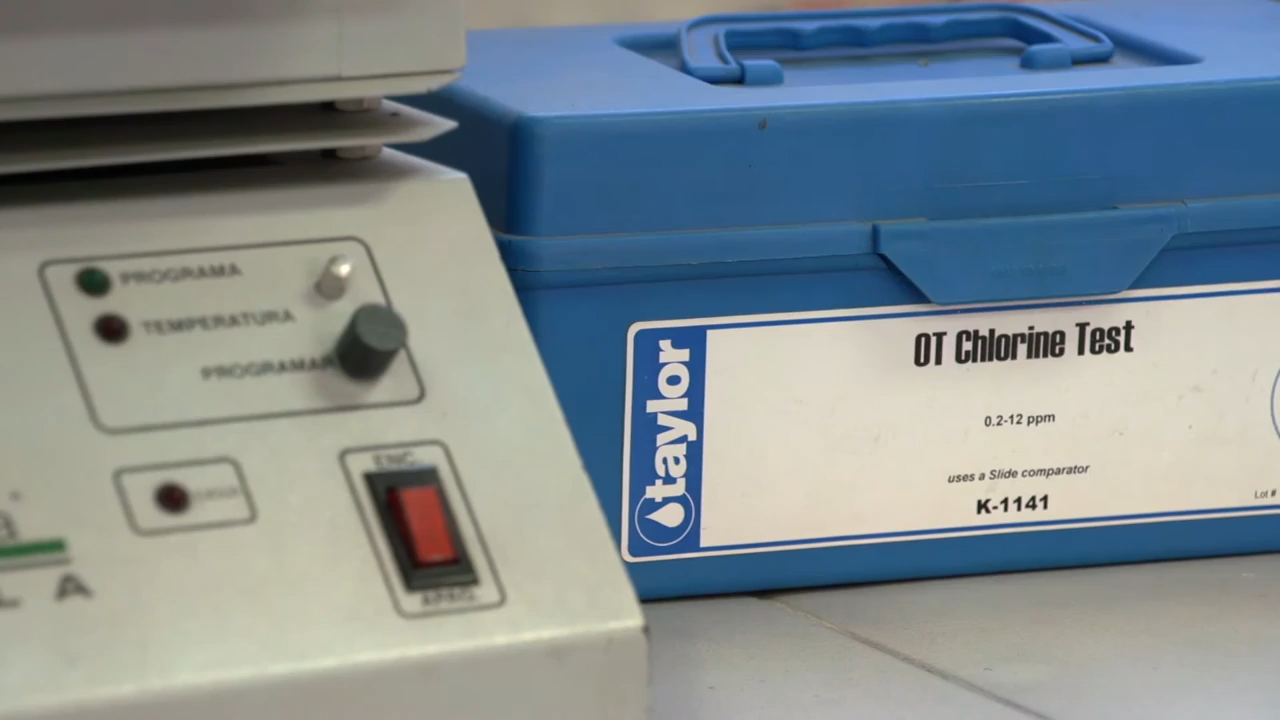 PROGRAMA
TEMPERATURA
PROGRAMAR
ENC.
APAG.
L A
taylor
OT Chlorine Test
0.2-12 ppm
uses a Slide comparator
K-1141
Lot #